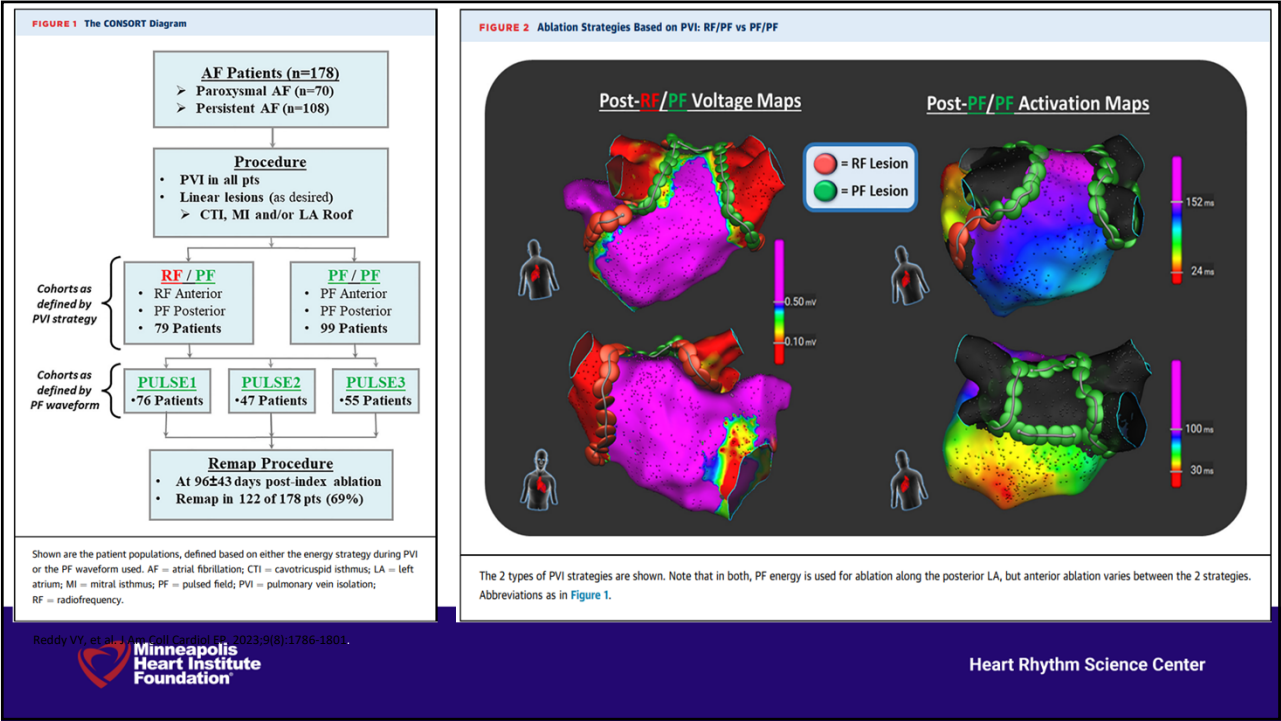 FIGURE 1 The CONSORT Diagram
AF Patients (n=178)
➢ Paroxysmal AF (n=70)
➢ Persistent AF (n=108)
Procedure
• PVI in all pts
• Linear lesions (as desired)
➢ CTI, MI and/or LA Roof
Cohorts as
defined by
PVI strategy
RF / PF
• RF Anterior
• PF Posterior
• 79 Patients
PF / PF
• PF Anterior
• PF Posterior
• 99 Patients
Cohorts as
defined by
PF waveform
PULSE1
•76 Patients
PULSE2
•47 Patients
PULSE3
•55 Patients
Remap Procedure
• At 96±43 days post-index ablation
• Remap in 122 of 178 pts (69%)
Shown are the patient populations, defined based on either the energy strategy during PVI
or the PF waveform used. AF = atrial fibrillation; CTI = cavotricuspid isthmus; LA = left
atrium; MI = mitral isthmus; PF = pulsed field; PVI = pulmonary vein isolation;
RF = radiofrequency.
FIGURE 2 Ablation Strategies Based on PVI: RF/PF vs PF/PF
Post-RF/PF Voltage Maps
Post-PF/PF Activation Maps
= RF Lesion
= PF Lesion
0.50 mV
0.10 mV
152 ms
24 ms
100 ms
30 ms
The 2 types of PVI strategies are shown. Note that in both, PF energy is used for ablation along the posterior LA, but anterior ablation varies between the 2 strategies.
Abbreviations as in Figure 1.
Reddy VY, et al. J Am Coll Cardiol EP. 2023;9(8):1786-1801.
Minneapolis
Heart Institute
Foundation®
Heart Rhythm Science Center